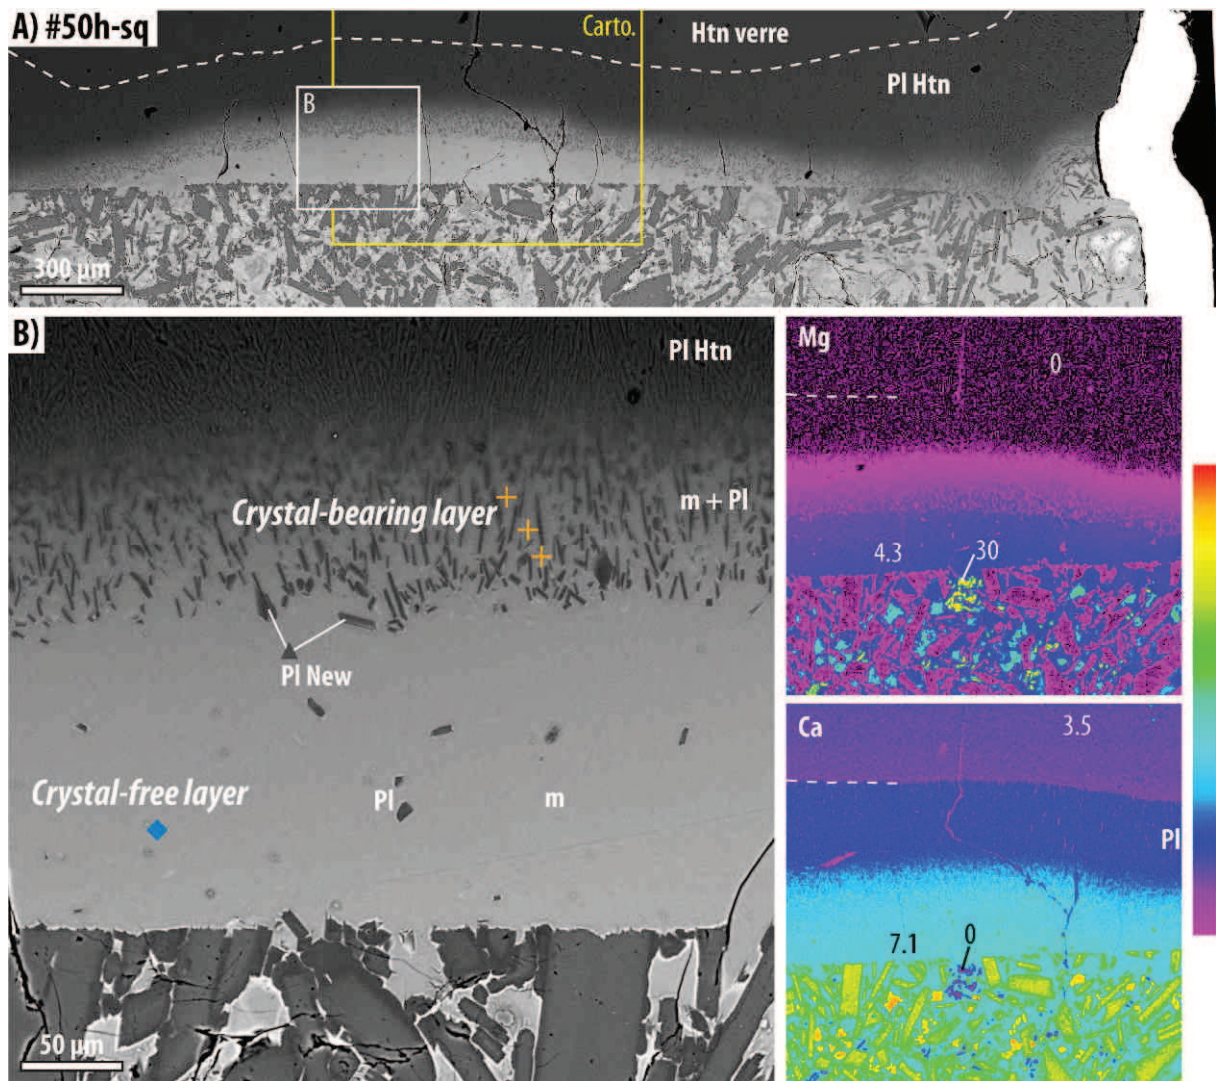 A) #50h-sq
Carto.
Htn verre
Pl Htn
B
300 µm
B)
Pl Htn
Crystal-bearing layer
m + Pl
Pl New
Crystal-free layer
Pl
m
50 µm
Mg
0
4.3
30
Ca
3.5
Pl
7.1
0